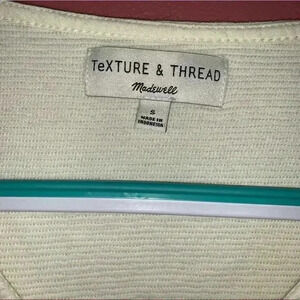 TeXTURE & THREAD
Madewell
S
MADE IN
INDONESIA